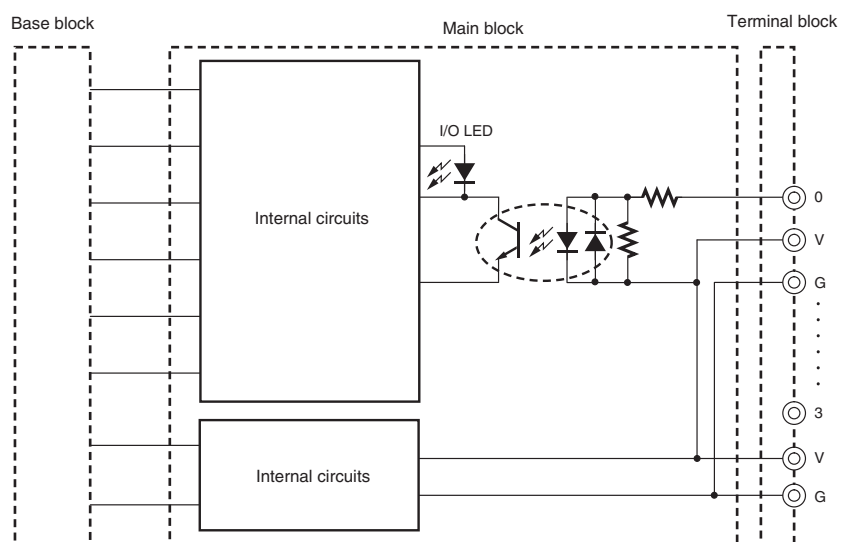 Base block
Main block
Terminal block
I/O LED
Internal circuits
0
V
G
3
Internal circuits
V
G